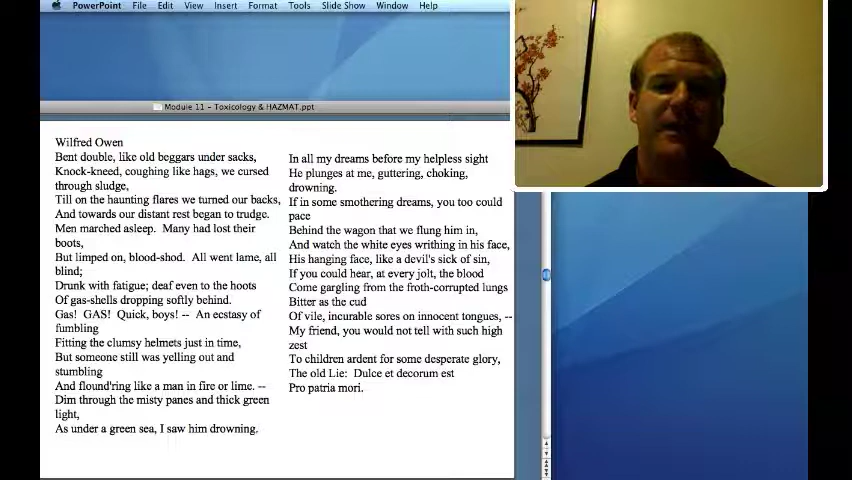 PowerPoint File Edit View Insert Format Tools Slide Show Window Help
Module 11 - Toxicology & HAZMAT.ppt
Wilfred Owen
Bent double, like old beggars under sacks,
Knock-kneed, coughing like hags, we cursed
through sludge,
Till on the haunting flares we turned our backs,
And towards our distant rest began to trudge.
Men marched asleep.  Many had lost their
boots,
But limped on, blood-shod.  All went lame, all
blind;
Drunk with fatigue; deaf even to the hoots
Of gas-shells dropping softly behind.
Gas!  GAS!  Quick, boys! --  An ecstasy of
fumbling
Fitting the clumsy helmets just in time,
But someone still was yelling out and
stumbling
And flound'ring like a man in fire or lime. --
Dim through the misty panes and thick green
light,
As under a green sea, I saw him drowning.
In all my dreams before my helpless sight
He plunges at me, guttering, choking,
drowning.
If in some smothering dreams, you too could
pace
Behind the wagon that we flung him in,
And watch the white eyes writhing in his face,
His hanging face, like a devil's sick of sin,
If you could hear, at every jolt, the blood
Come gargling from the froth-corrupted lungs
Bitter as the cud
Of vile, incurable sores on innocent tongues, --
My friend, you would not tell with such high
zest
To children ardent for some desperate glory,
The old Lie:  Dulce et decorum est
Pro patria mori.